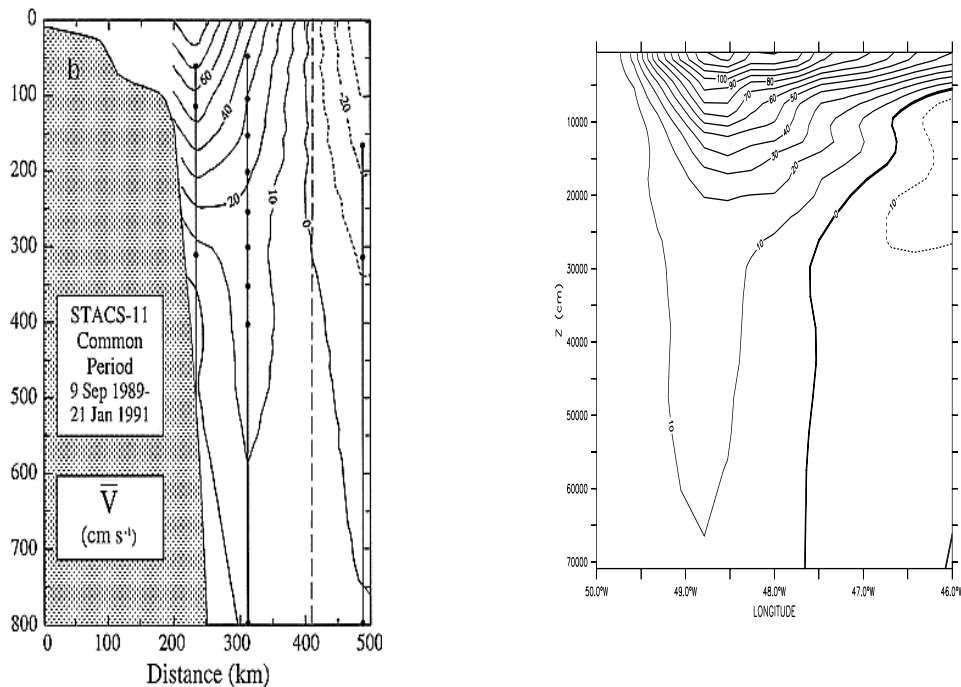 0
100
200
300
400
500
600
700
800
b
60
40
20
10
0
-20
STACS-11
Common
Period
9 Sep 1989-
21 Jan 1991
V̅
(cm s⁻¹)
0 100 200 300 400 500
Distance (km)
100
90
80
70
60
50
40
30
20
10
0
-10
10
10000
20000
30000
40000
50000
60000
70000
Z (cm)
50.0°W 49.0°W 48.0°W 47.0°W 46.0°W
LONGITUDE